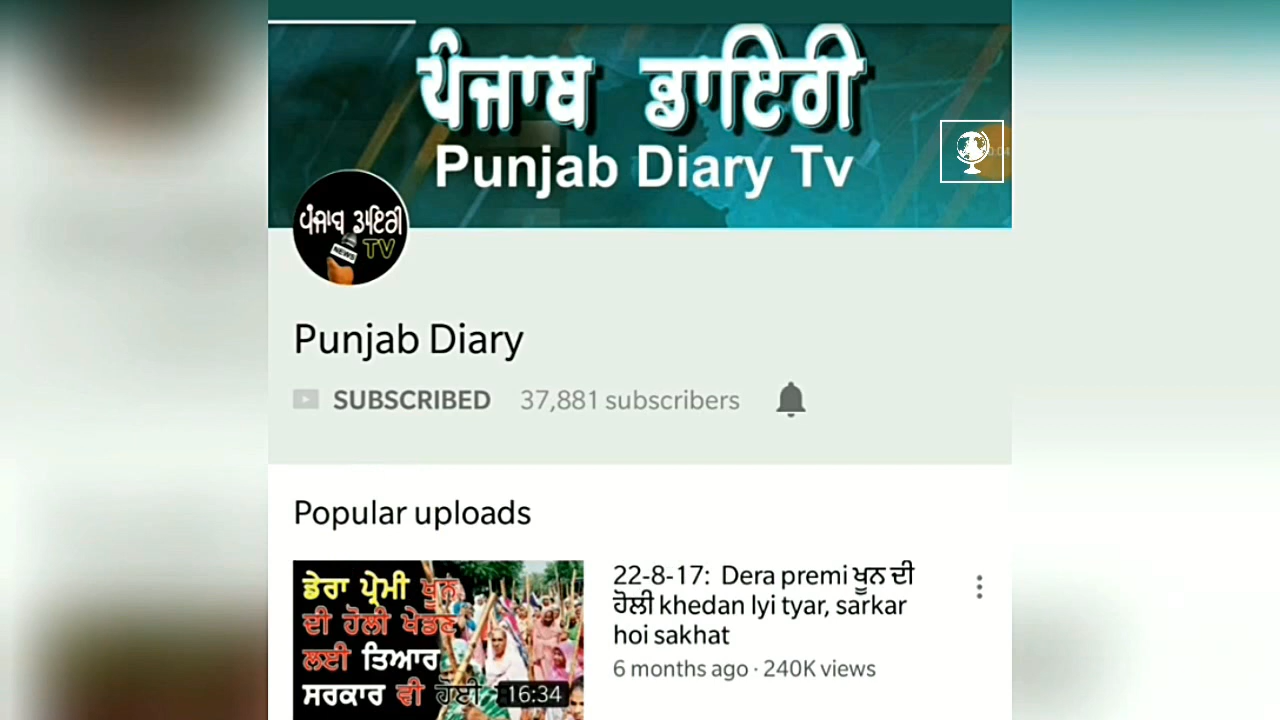 ਪੰਜਾਬ ਡਾਇਰੀ
Punjab Diary Tv
ਪੰਜਾਬ ਡਾਇਰੀ
NEWS TV
Punjab Diary
SUBSCRIBED 37,881 subscribers
Popular uploads
ਡੇਰਾ ਪ੍ਰੇਮੀ ਖੂਨ
ਦੀ ਹੋਲੀ ਖੇਡਣ
ਲਈ ਤਿਆਰ
ਸਰਕਾਰ ਵੀ ਹੋਈ
16:34
22-8-17: Dera premi ਖੂਨ ਦੀ
ਹੋਲੀ khedan lyi tyar, sarkar
hoi sakhat
6 months ago · 240K views